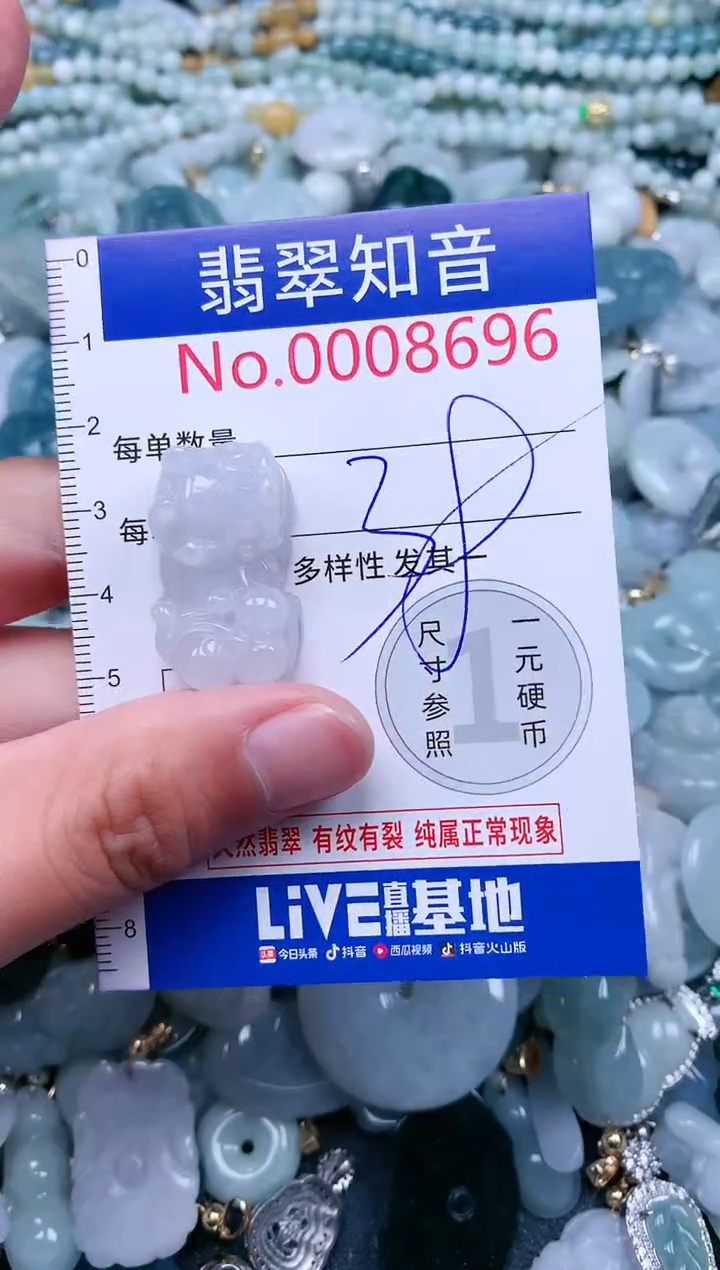 翡翠知音
No.0008696
每单数量
每
多样性 发其一
尺寸参照
一元硬币
1
天然翡翠 有纹有裂 纯属正常现象
LiVE直播基地
今日头条 抖音 西瓜视频 抖音火山版
0
1
2
3
4
5
8